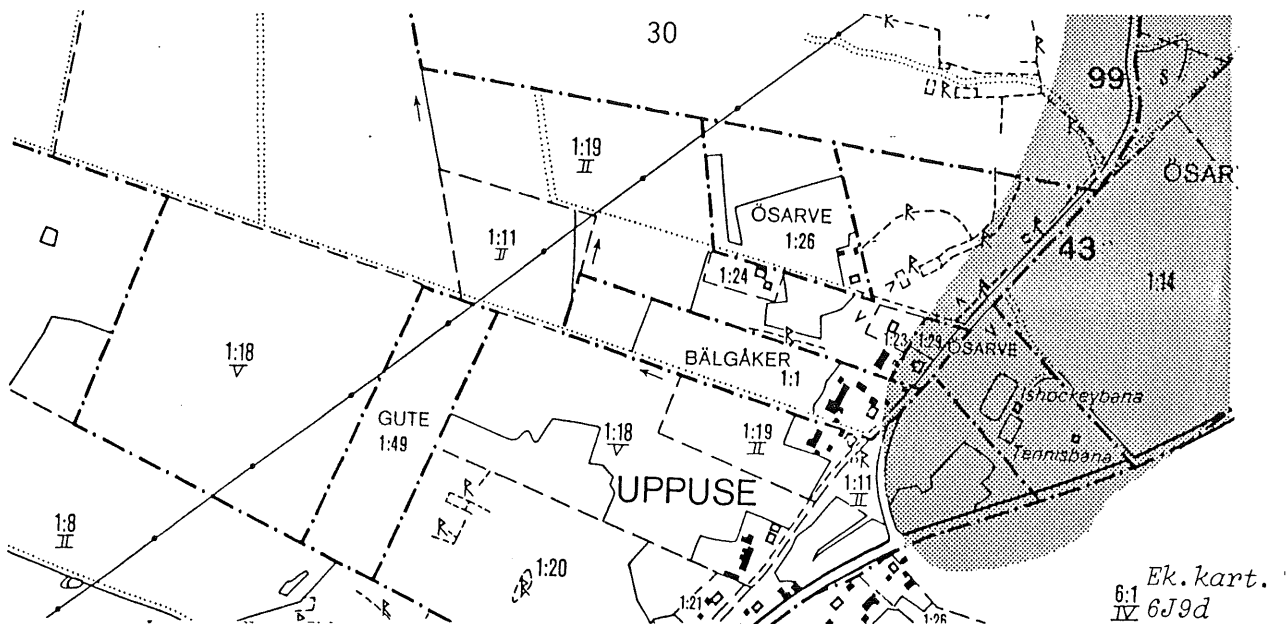 30
R
R
R
R
99
S
1:19
II
R
ÖSAR
ÖSARVE
1:26
R
R
R
43
1:11
II
1:24
R
1:14
R
V
V
R
1:23
1:29
ÖSARVE
1:18
V
BÄLGÅKER
1:1
Ishockeybana
GUTE
1:49
1:18
V
1:19
II
Tennisbana
R
UPPUSE
1:11
II
R
R
1:8
II
1:20
R
R
1:21
1:26
Ek.kart.
6:1
IV
6J9d